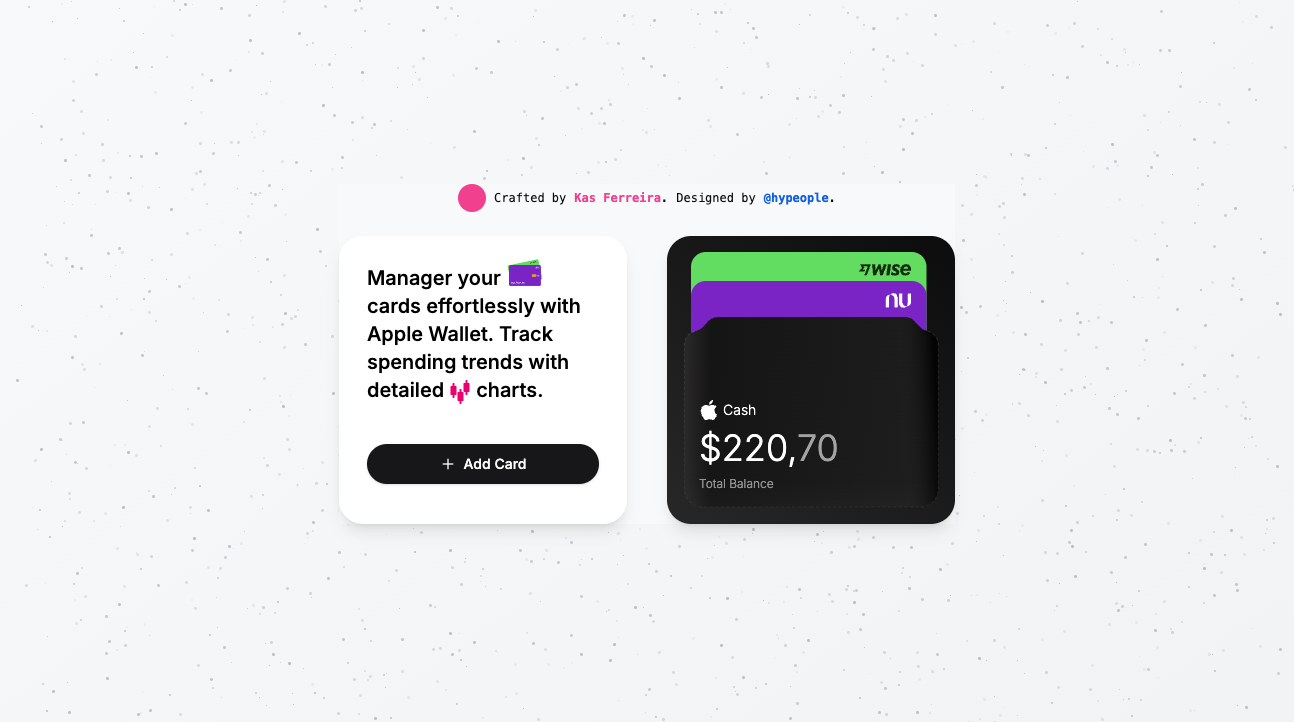 Crafted by Kas Ferreira. Designed by @hypeople.
Manager your
cards effortlessly with
Apple Wallet. Track
spending trends with
detailed charts.
+ Add Card
wise
nu
Cash
$220,70
Total Balance